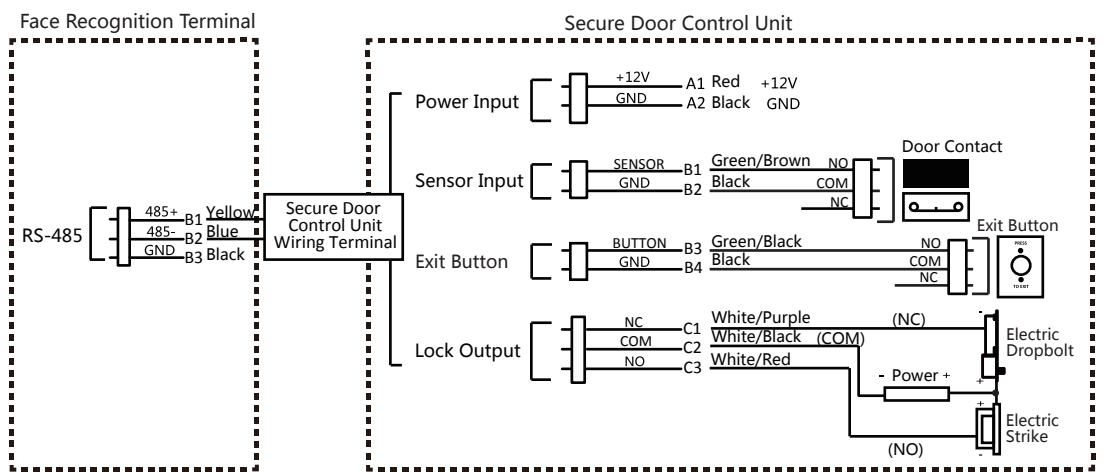 Face Recognition Terminal
Secure Door Control Unit
RS-485
485+ B1 Yellow
485- B2 Blue
GND B3 Black
Secure Door
Control Unit
Wiring Terminal
Power Input
+12V A1 Red +12V
GND A2 Black GND
Sensor Input
SENSOR B1 Green/Brown NO
GND B2 Black COM
NC
Door Contact
Exit Button
BUTTON B3 Green/Black NO
GND B4 Black COM
NC
Exit Button
PRESS
TO EXIT
Lock Output
NC C1 White/Purple (NC)
COM C2 White/Black (COM)
NO C3 White/Red
-
Electric
Dropbolt
+
- Power +
+
Electric
Strike
-
(NO)